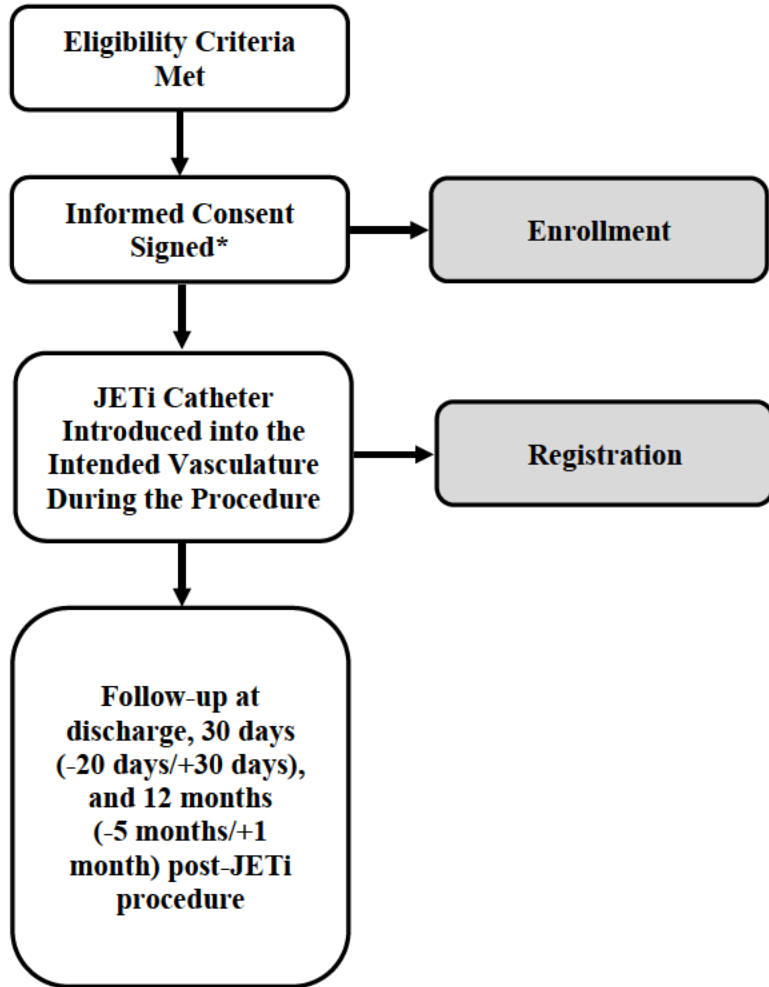 Eligibility Criteria
Met
Informed Consent
Signed*
Enrollment
JETi Catheter
Introduced into the
Intended Vasculature
During the Procedure
Registration
Follow-up at
discharge, 30 days
(-20 days/+30 days),
and 12 months
(-5 months/+1
month) post-JETi
procedure